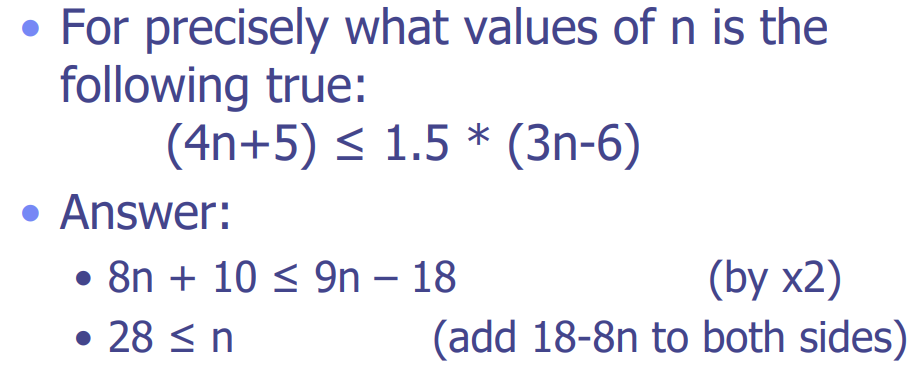 • For precisely what values of n is the
following true:
(4n+5) ≤ 1.5 * (3n-6)
• Answer:
• 8n + 10 ≤ 9n – 18 (by x2)
• 28 ≤ n (add 18-8n to both sides)